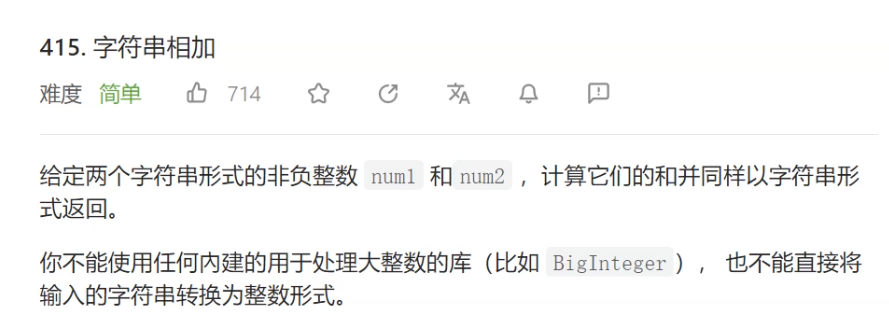 415. 字符串相加
难度 简单 714
给定两个字符串形式的非负整数 num1 和num2 ，计算它们的和并同样以字符串形
式返回。
你不能使用任何內建的用于处理大整数的库（比如 BigInteger）， 也不能直接将
输入的字符串转换为整数形式。